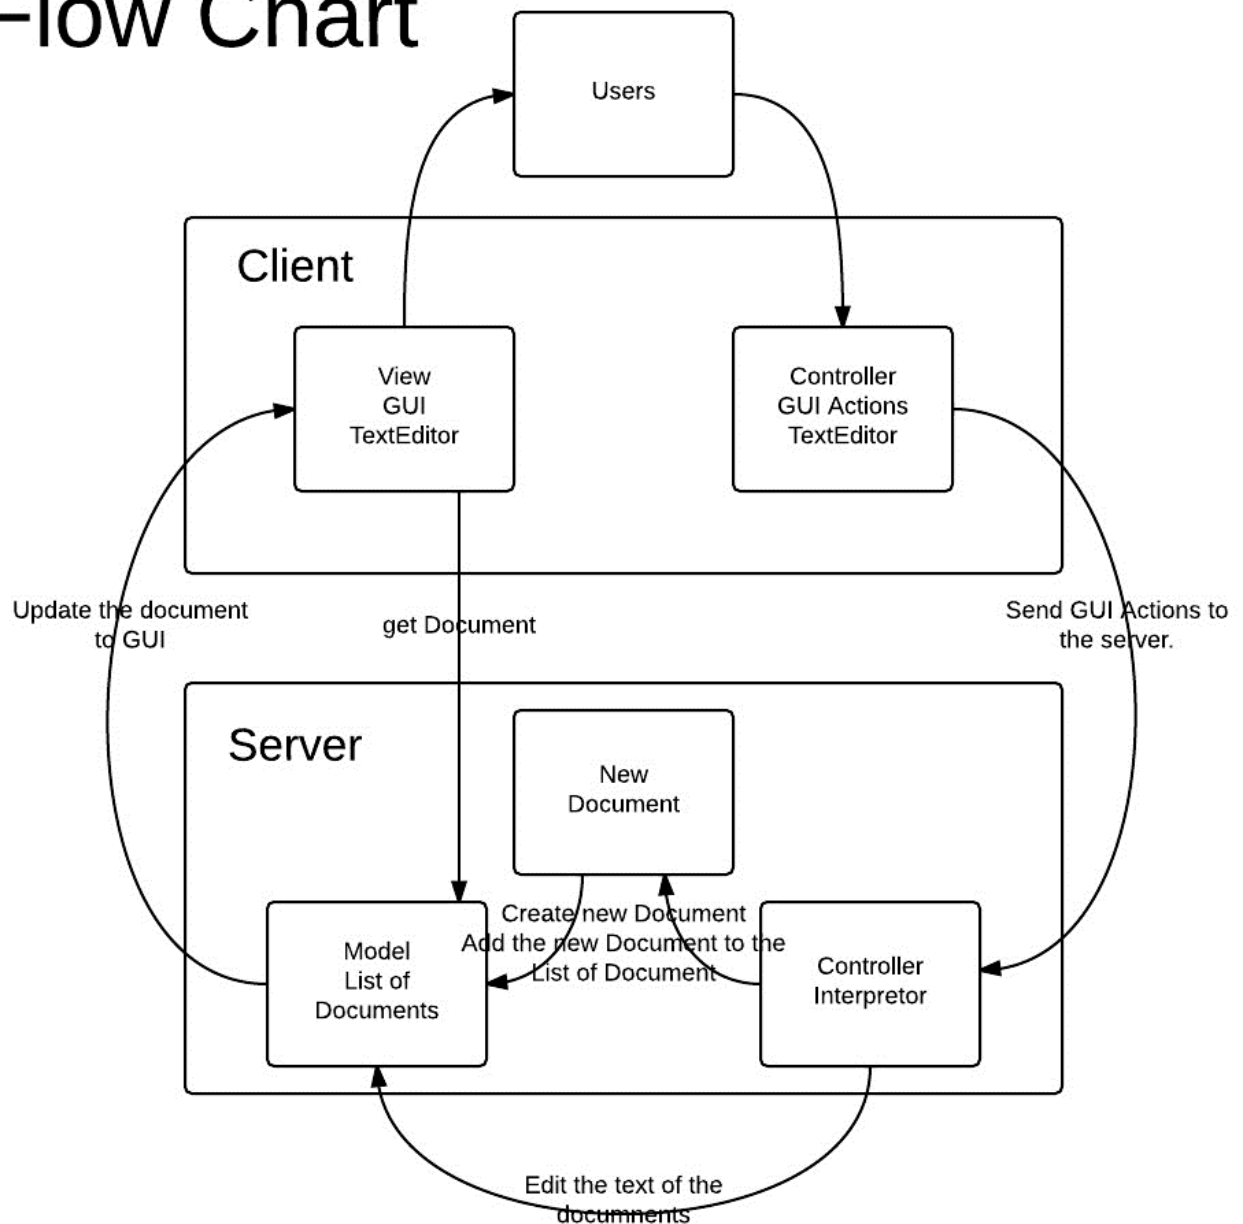 Flow Chart
Users
Client
View
GUI
TextEditor
Controller
GUI Actions
TextEditor
Update the document
to GUI
get Document
Send GUI Actions to
the server.
Server
New
Document
Create new Document
Add the new Document to the
List of Document
Model
List of
Documents
Controller
Interpretor
Edit the text of the
documnents